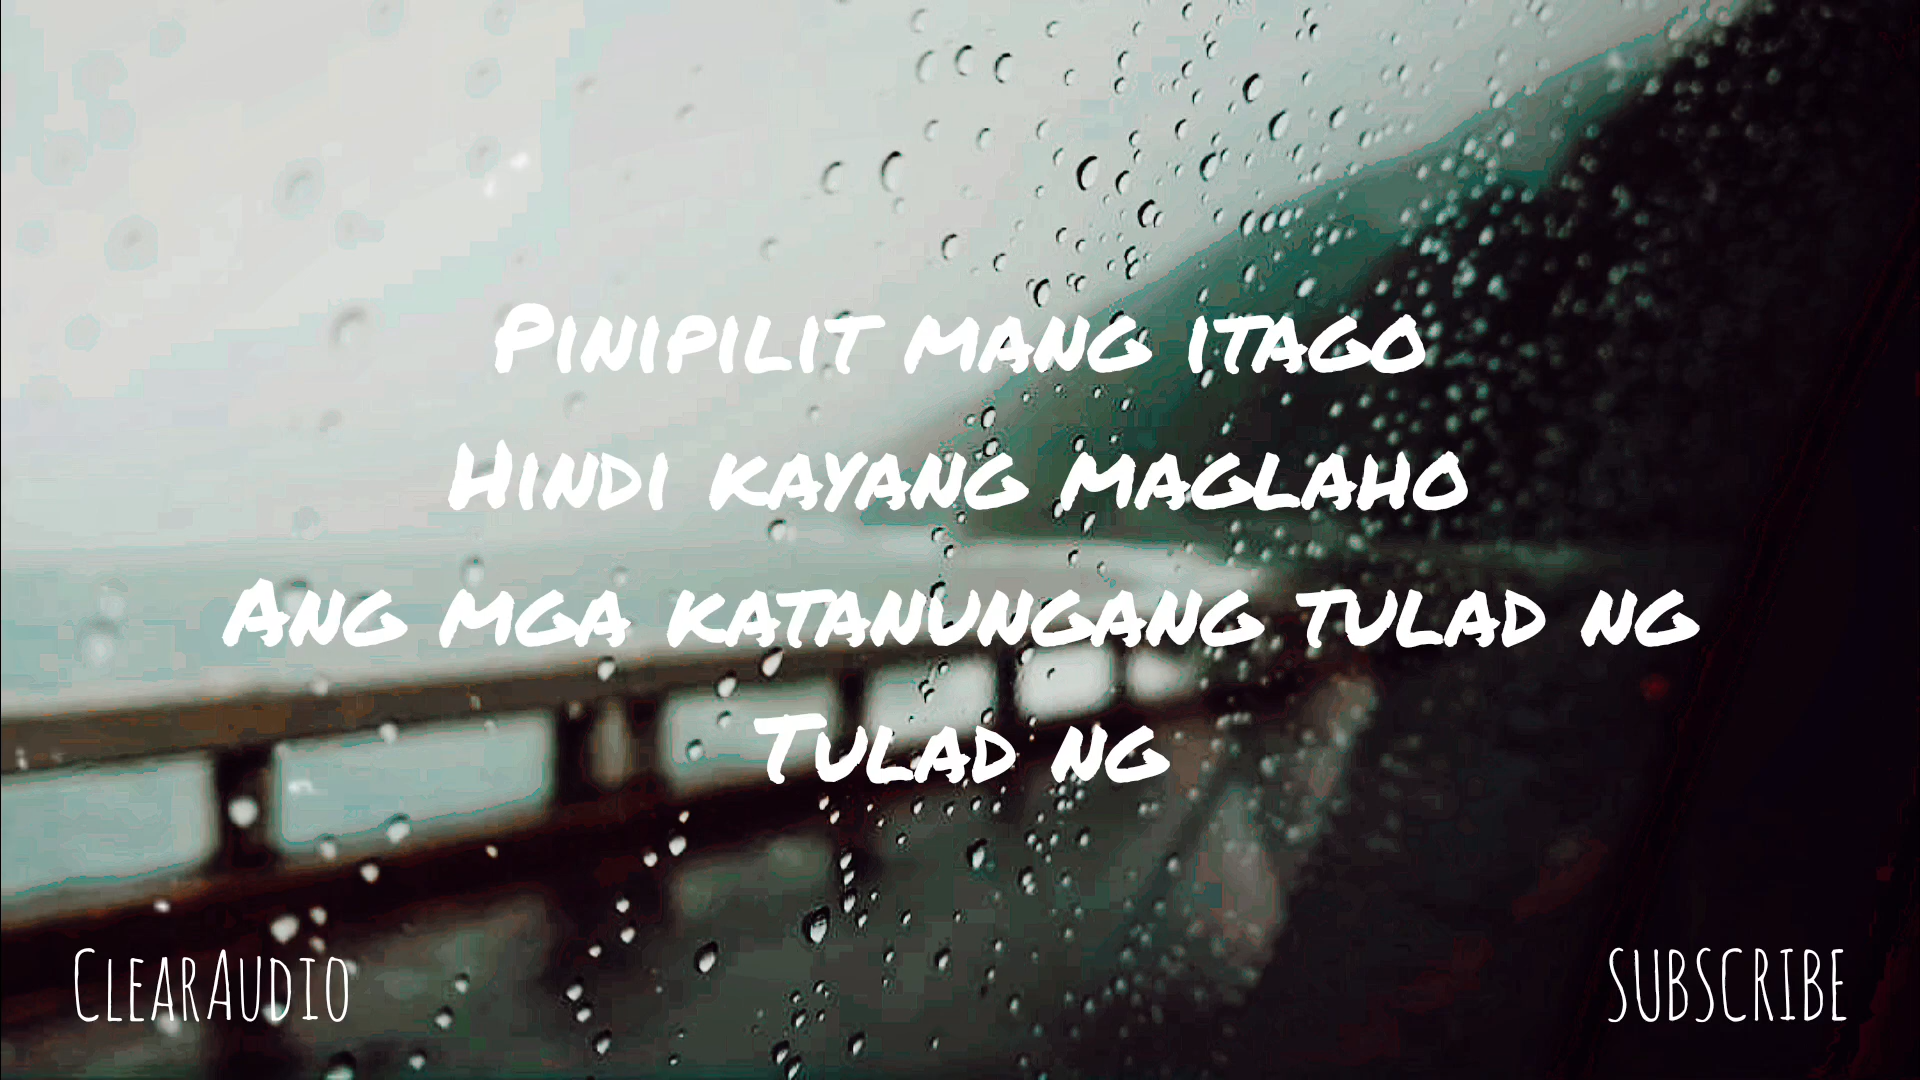 Pinipilit mang itago
Hindi kayang maglaho
Ang mga katanungang tulad ng
Tulad ng
ClearAudio
SUBSCRIBE